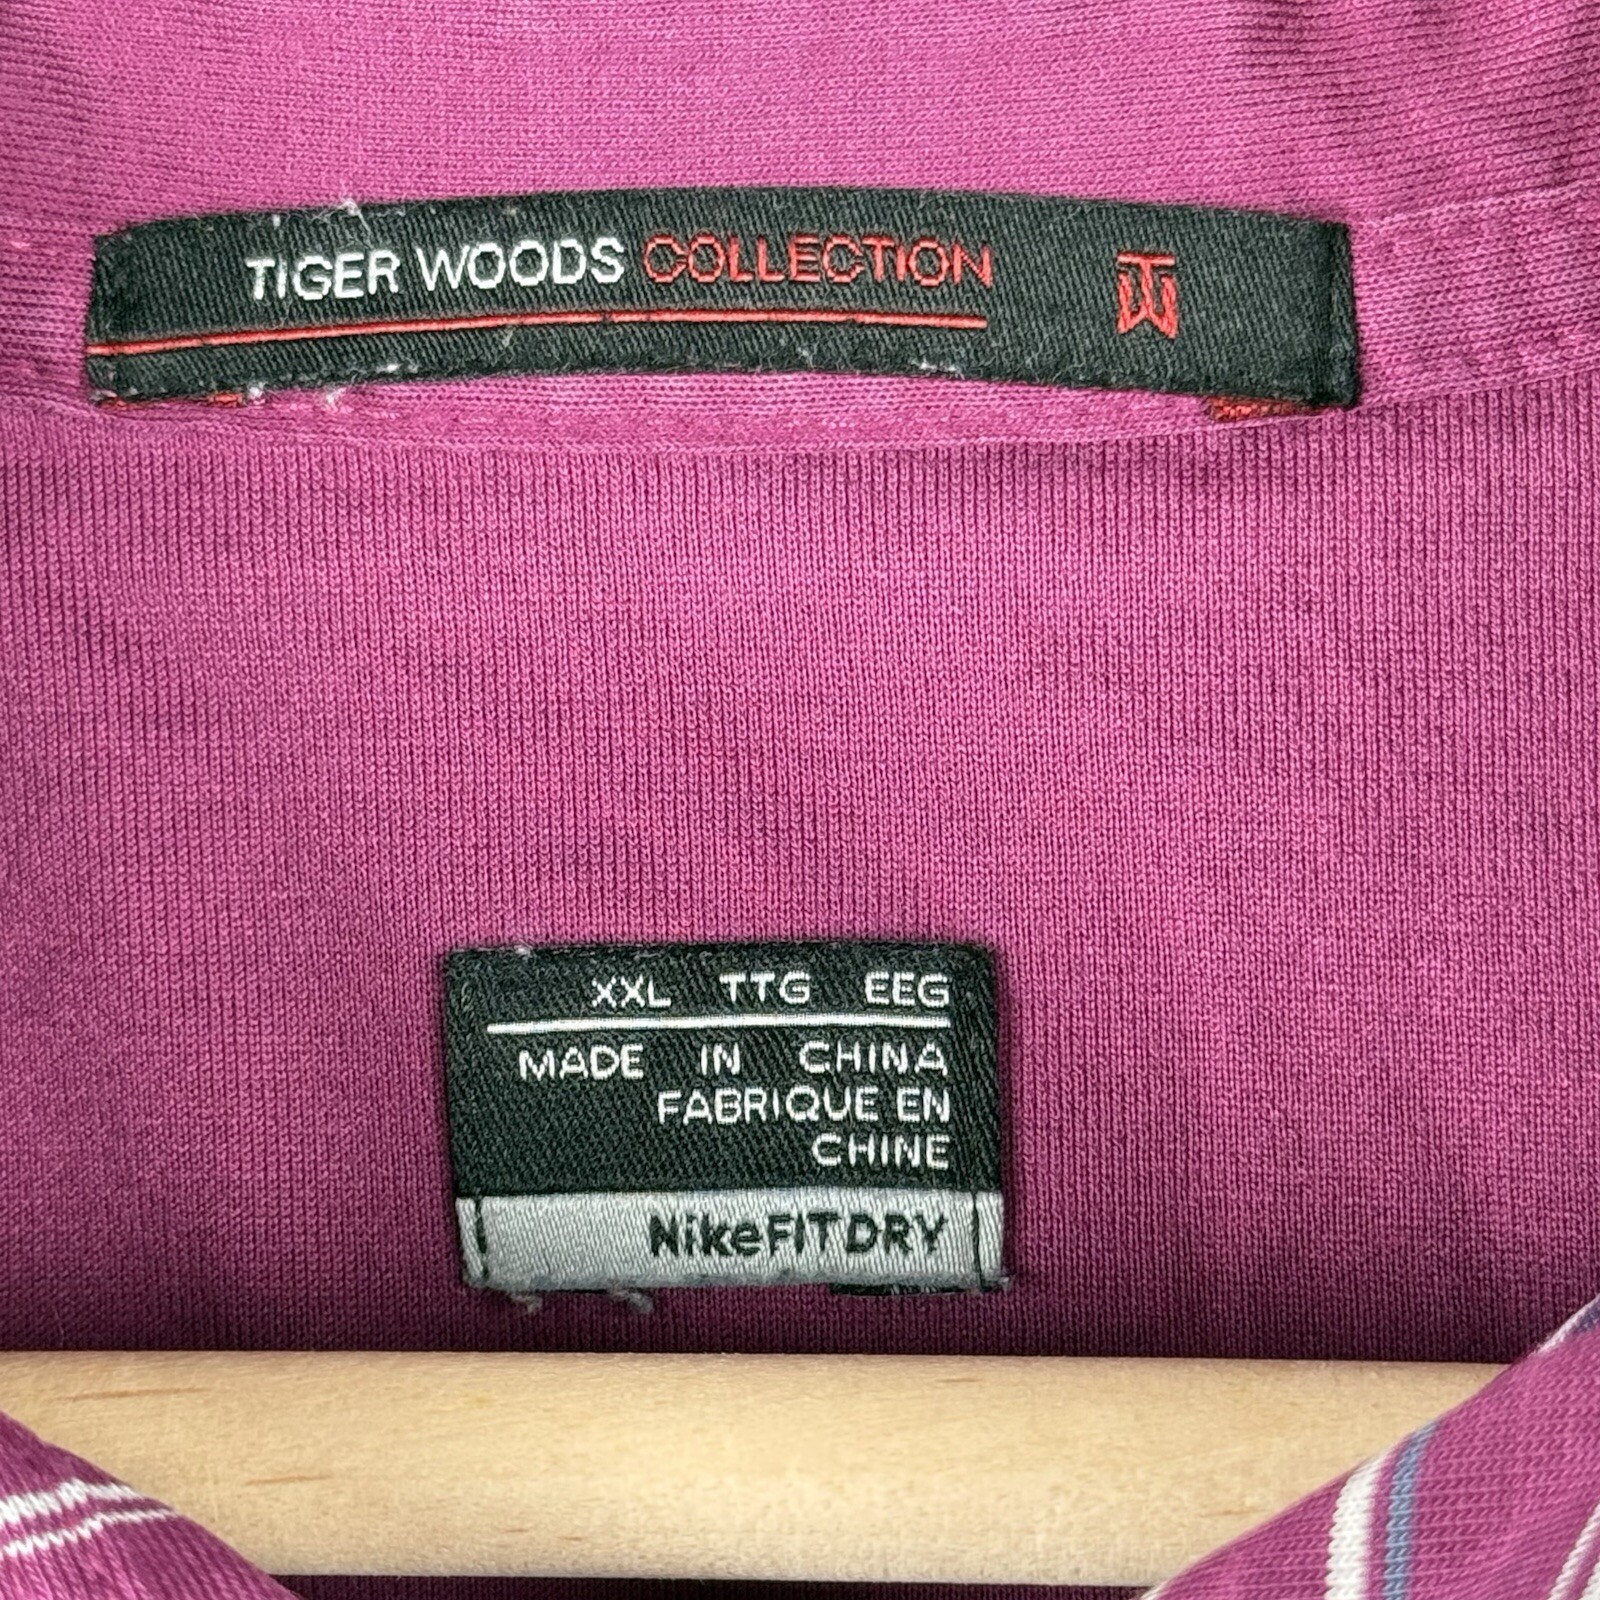 TIGER WOODS COLLECTION TW
XXL TTG EEG
MADE IN CHINA
FABRIQUE EN
CHINE
NikeFITDRY